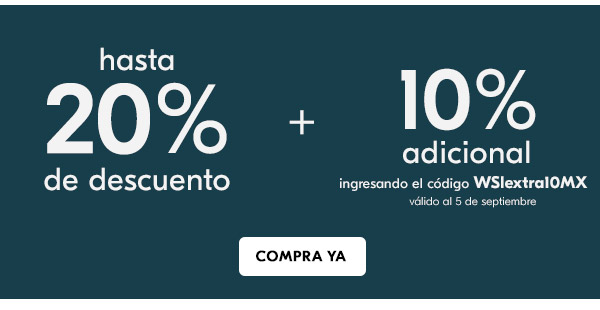 hasta
20%
de descuento
+
10%
adicional
ingresando el código WSIextra10MX
válido al 5 de septiembre
COMPRA YA